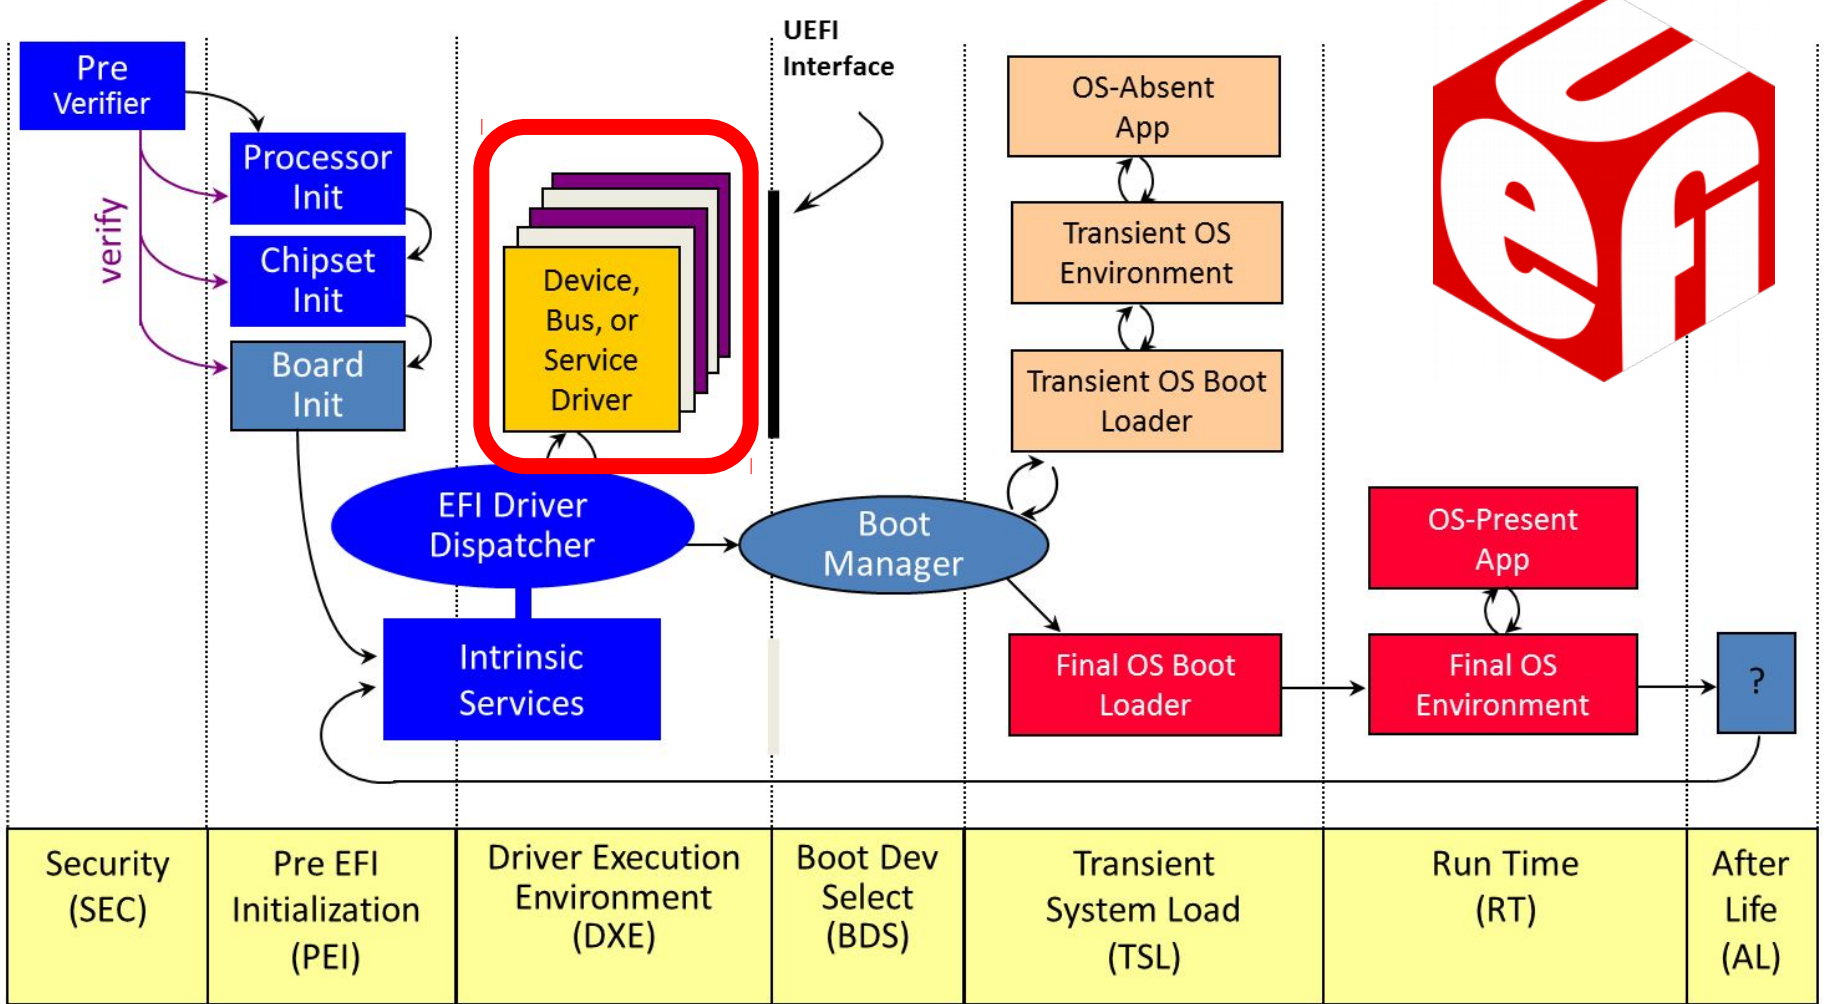 UEFI
Interface
Pre
Verifier
verify
Processor
Init
Chipset
Init
Board
Init
Device,
Bus, or
Service
Driver
EFI Driver
Dispatcher
Intrinsic
Services
Boot
Manager
OS-Absent
App
Transient OS
Environment
Transient OS Boot
Loader
Final OS Boot
Loader
OS-Present
App
Final OS
Environment
?
UEFI
Security
(SEC)
Pre EFI
Initialization
(PEI)
Driver Execution
Environment
(DXE)
Boot Dev
Select
(BDS)
Transient
System Load
(TSL)
Run Time
(RT)
After
Life
(AL)